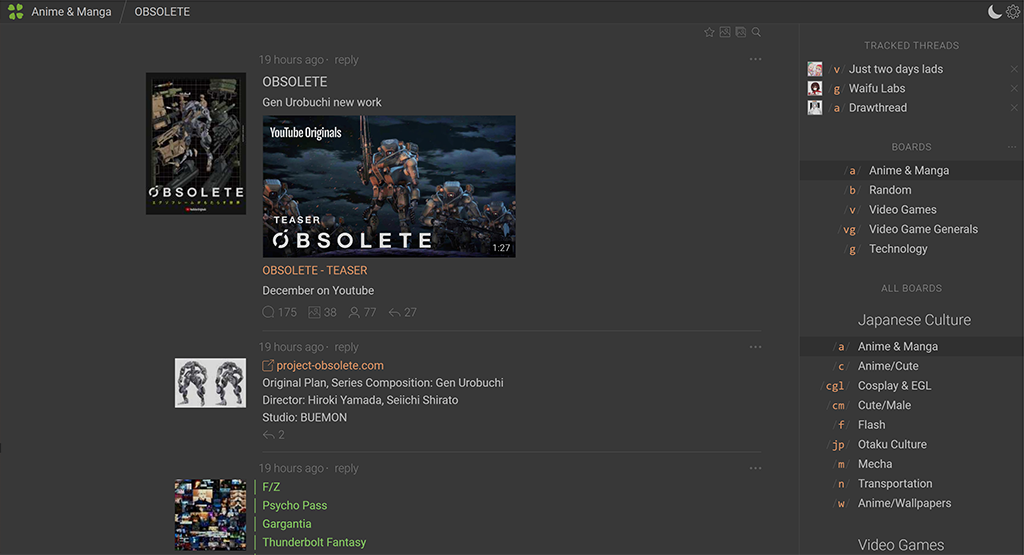 Anime & Manga / OBSOLETE
19 hours ago · reply
OBSOLETE
Gen Urobuchi new work
OBSOLETE
YouTube Originals
TEASER
OBSOLETE
1:27
OBSOLETE - TEASER
December on Youtube
175 38 77 27
19 hours ago · reply
project-obsolete.com
Original Plan, Series Composition: Gen Urobuchi
Director: Hiroki Yamada, Seiichi Shirato
Studio: BUEMON
2
19 hours ago · reply
F/Z
Psycho Pass
Gargantia
Thunderbolt Fantasy
TRACKED THREADS
/v/ Just two days lads
/g/ Waifu Labs
/a/ Drawthread
BOARDS
/a/ Anime & Manga
/b/ Random
/v/ Video Games
/vg/ Video Game Generals
/g/ Technology
ALL BOARDS
Japanese Culture
/a/ Anime & Manga
/c/ Anime/Cute
/cgl/ Cosplay & EGL
/cm/ Cute/Male
/f/ Flash
/jp/ Otaku Culture
/m/ Mecha
/n/ Transportation
/w/ Anime/Wallpapers
Video Games